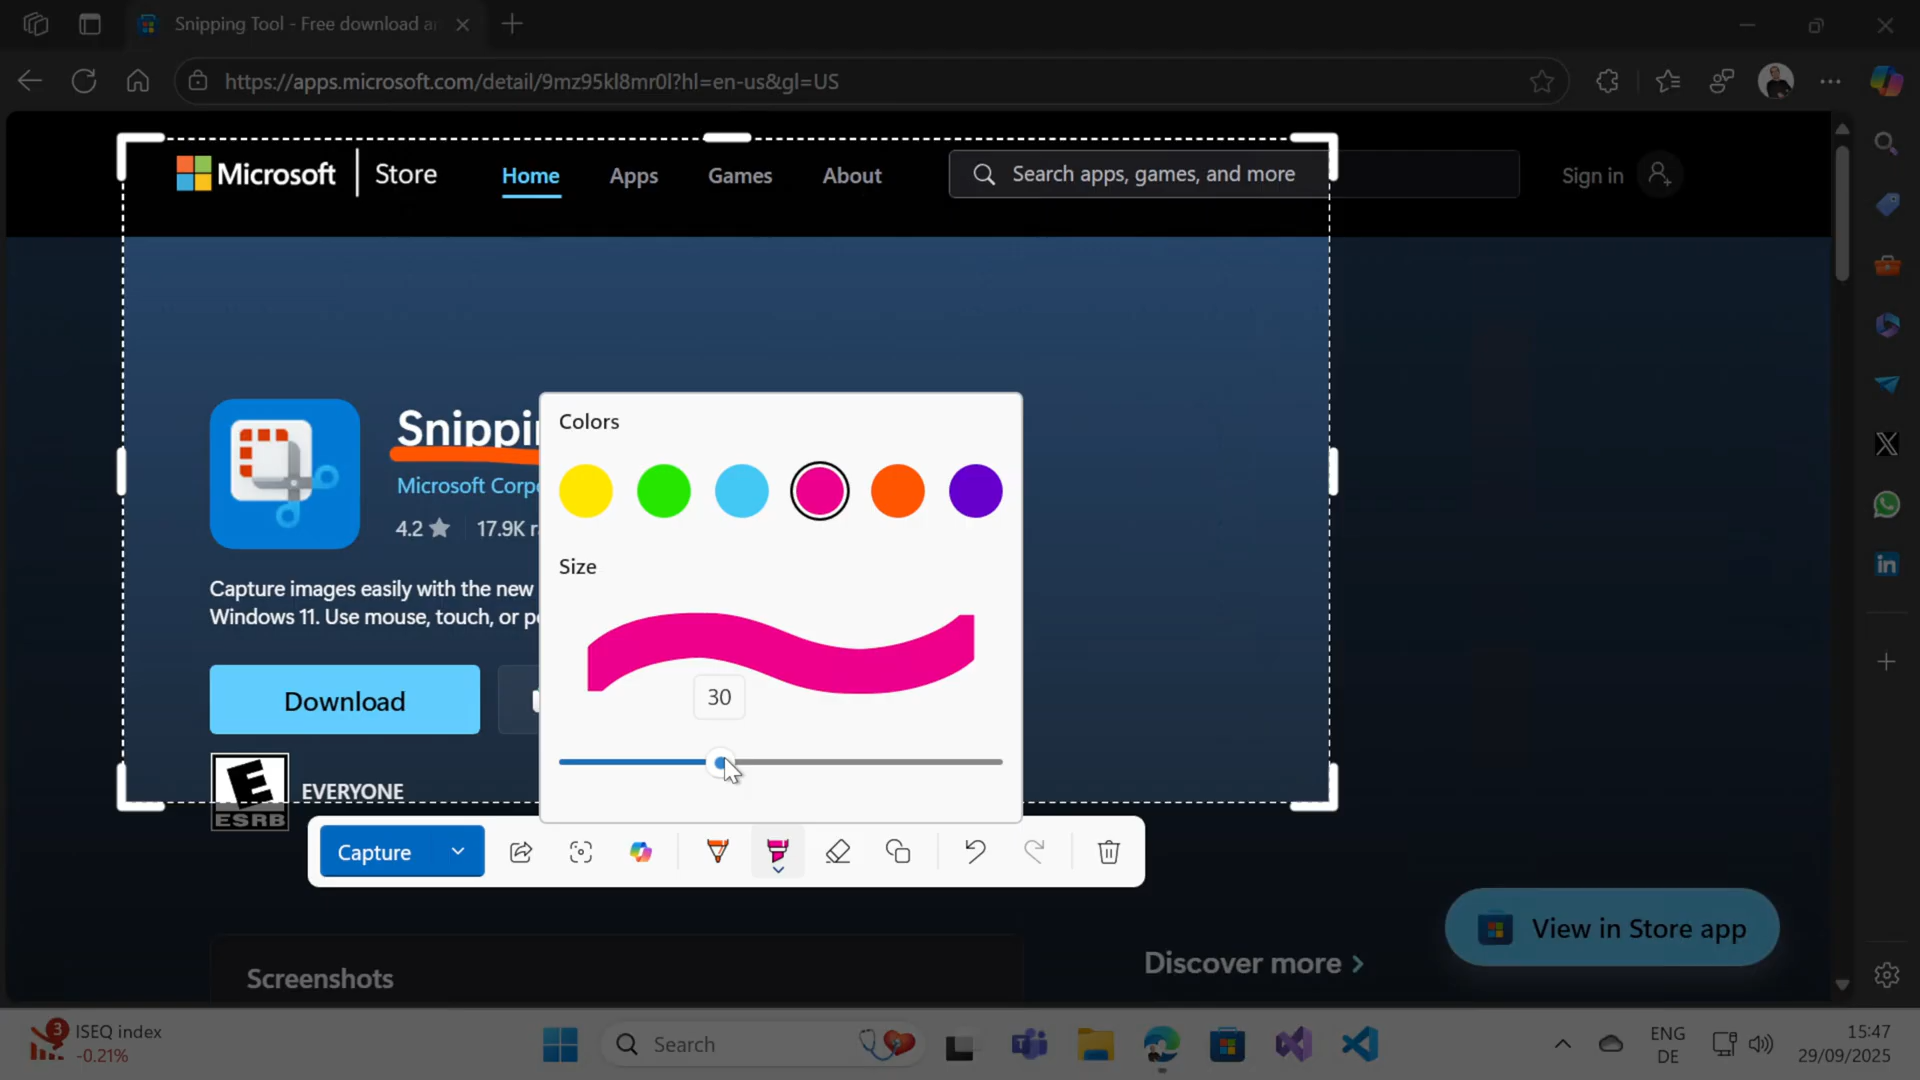 Snipping Tool - Free download a
https://apps.microsoft.com/detail/9mz95kl8mr0l?hl=en-us&gl=US
Microsoft Store Home Apps Games About Search apps, games, and more Sign in
Snippi
Microsoft Corp
4.2 17.9K r
Capture images easily with the new
Windows 11. Use mouse, touch, or p
Download
E
ESRB
EVERYONE
Colors
Size
30
Capture
View in Store app
Discover more
Screenshots
3
ISEQ index
-0.21%
Search
ENG
DE
15:47
29/09/2025